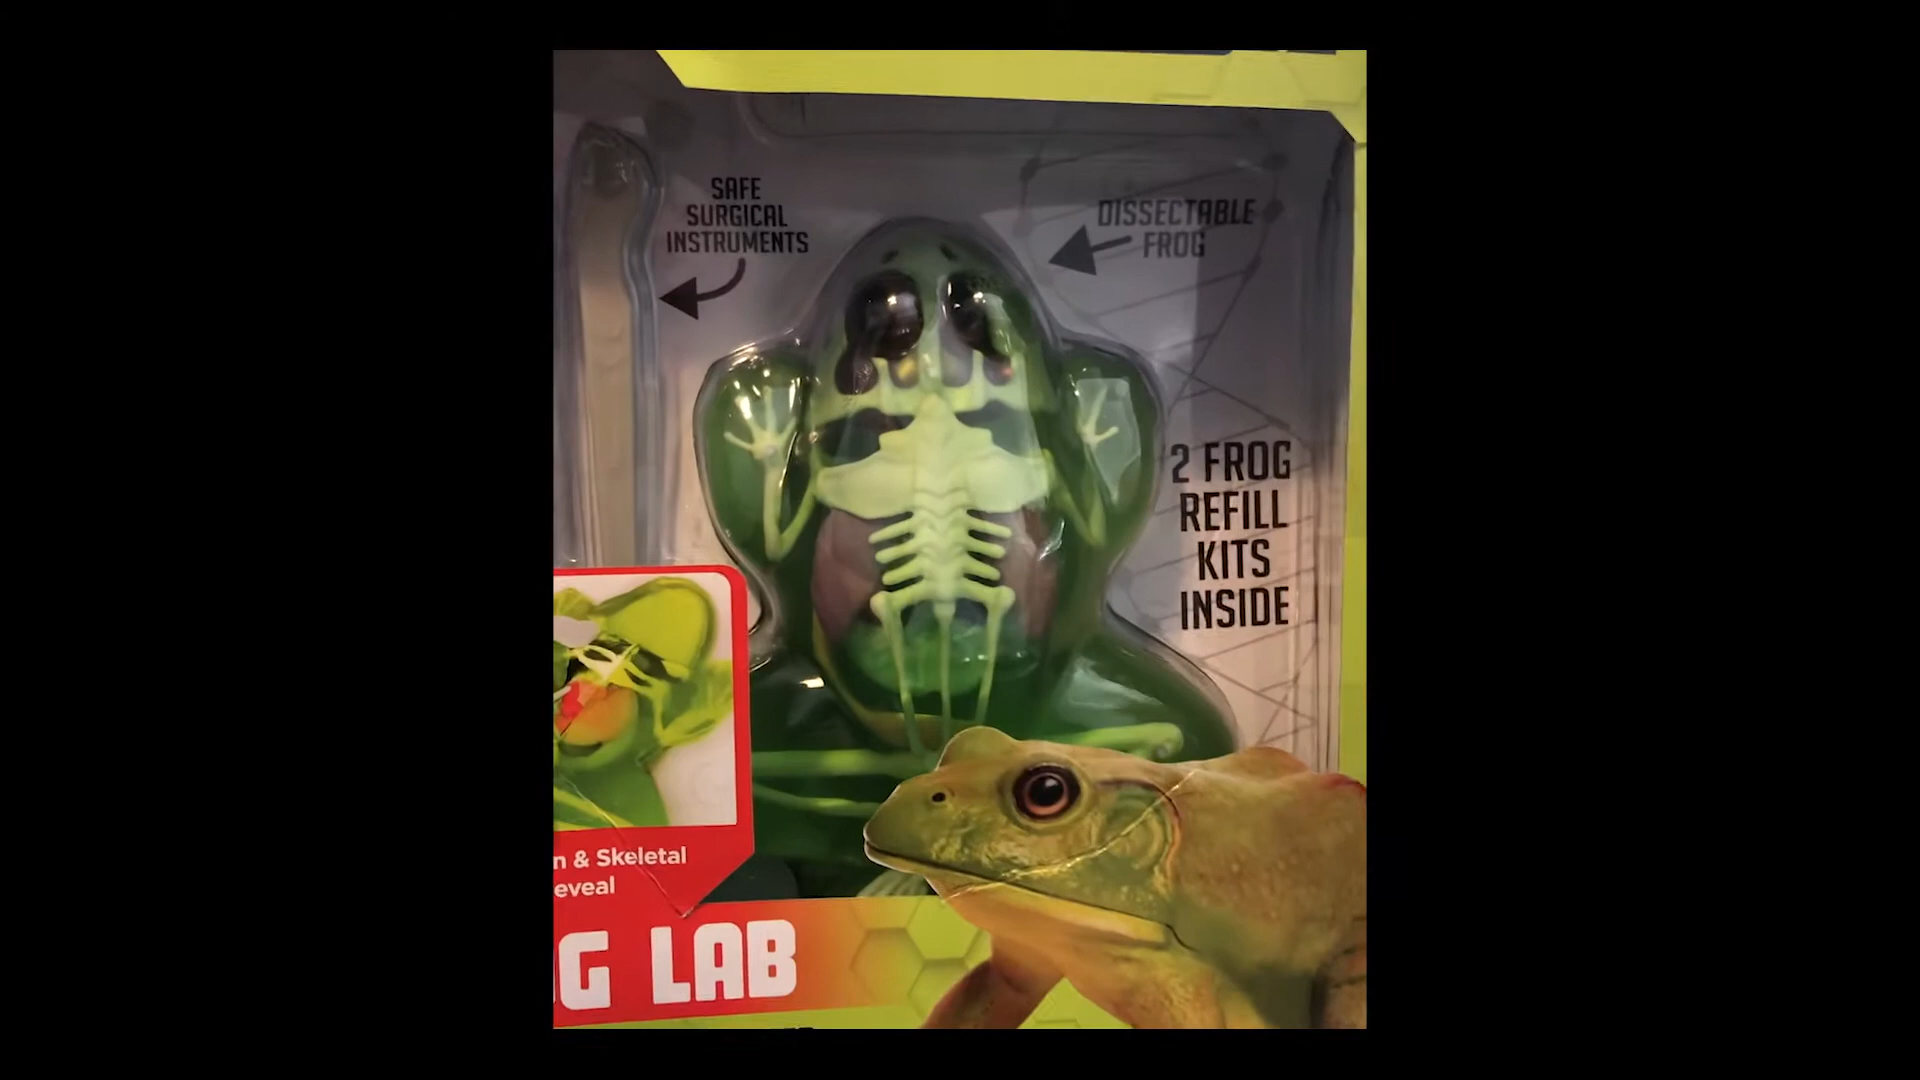 SAFE
SURGICAL
INSTRUMENTS
DISSECTABLE
FROG
2 FROG
REFILL
KITS
INSIDE
n & Skeletal
eveal
G LAB